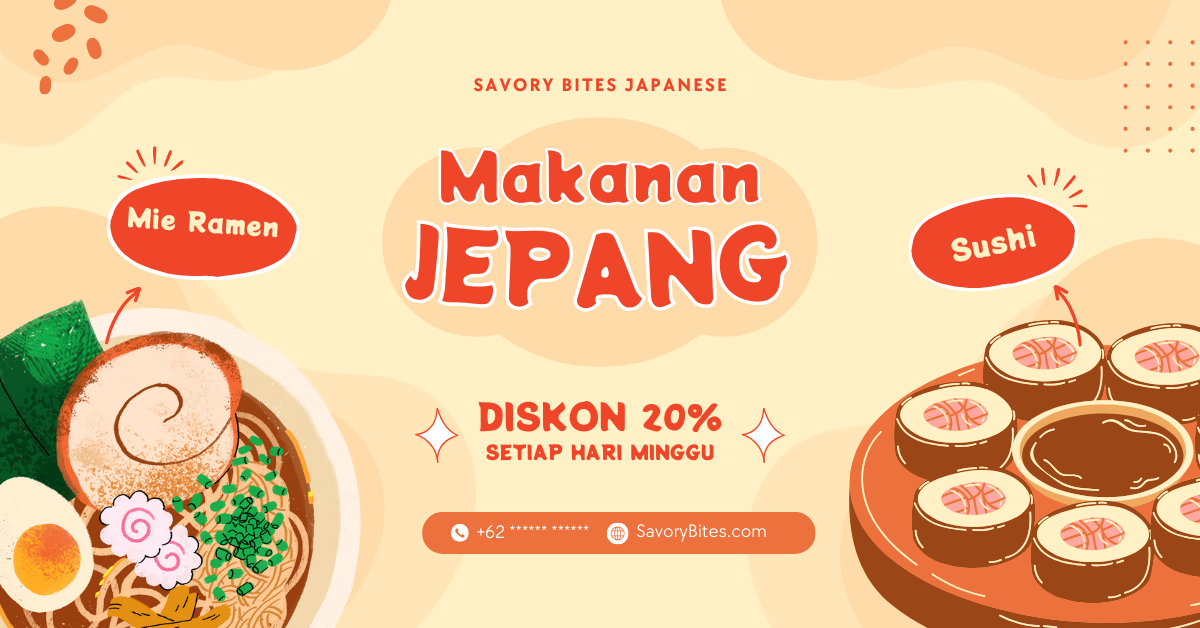 SAVORY BITES JAPANESE
Makanan
JEPANG
Mie Ramen
Sushi
DISKON 20%
SETIAP HARI MINGGU
+62 ****** ******
SavoryBites.com